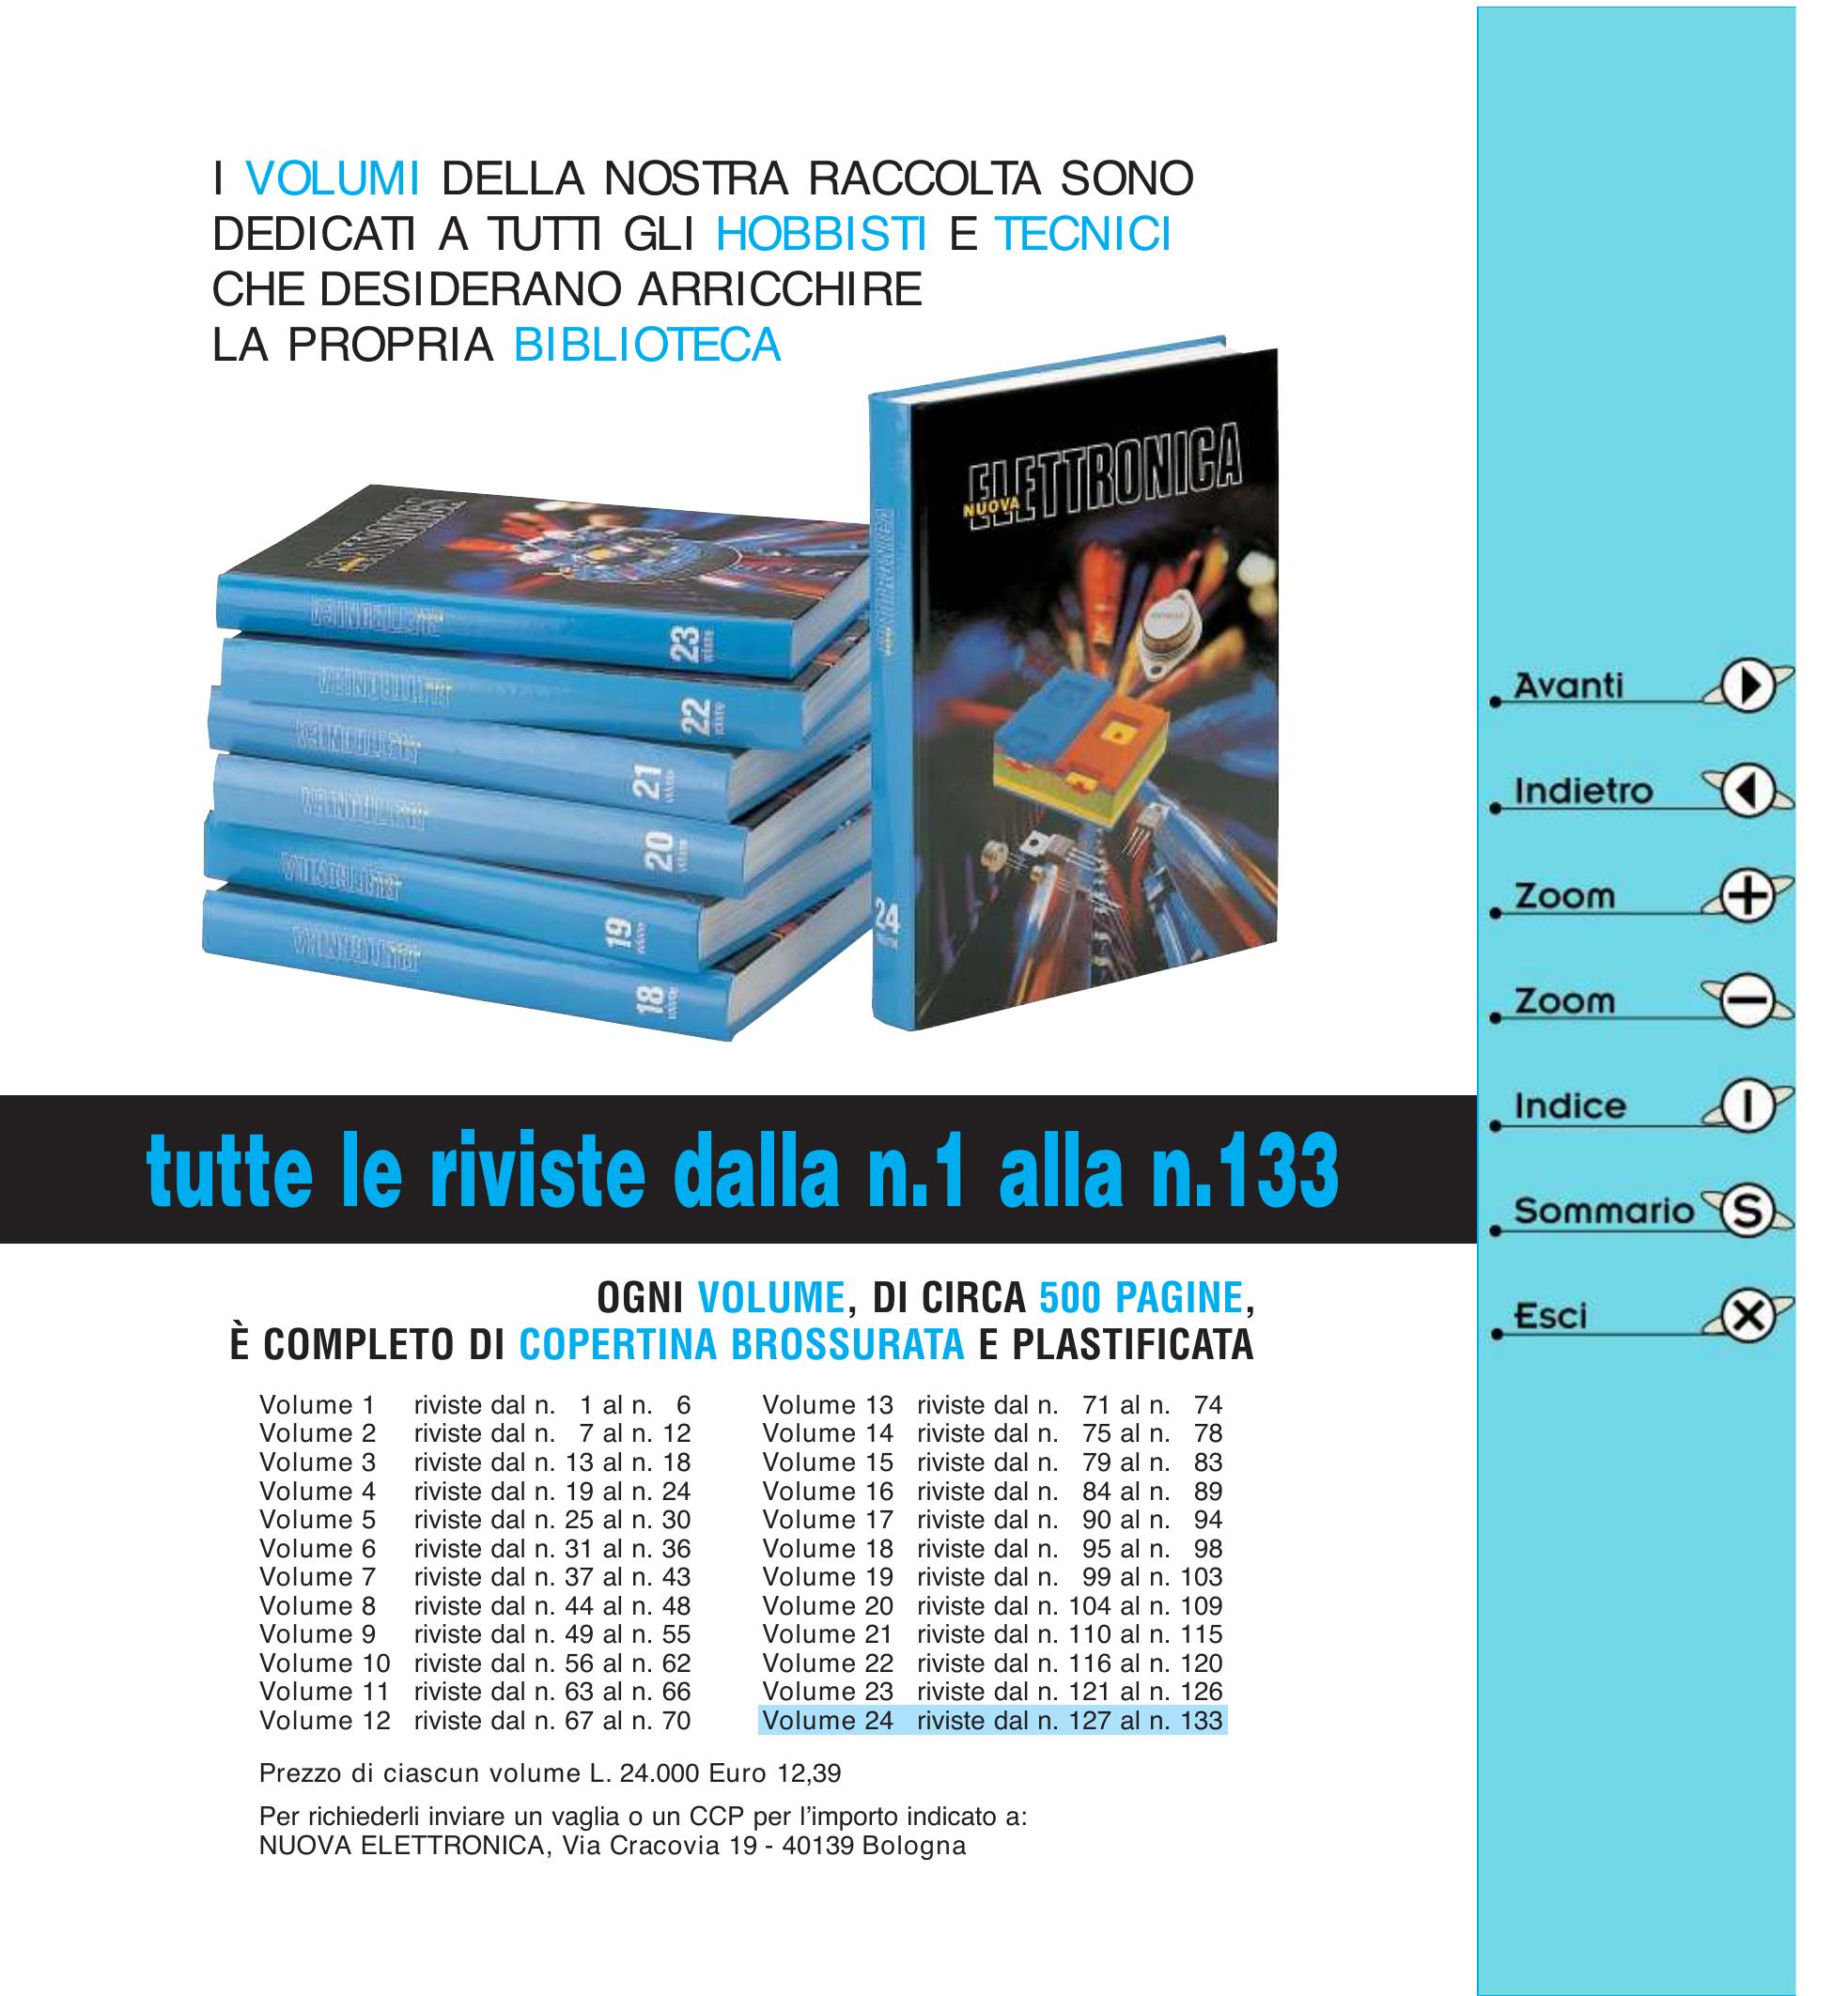 I VOLUMI DELLA NOSTRA RACCOLTA SONO
DEDICATI A TUTTI GLI HOBBISTI E TECNICI
CHE DESIDERANO ARRICCHIRE
LA PROPRIA BIBLIOTECA
ELETTRONICA
NUOVA
23
22
21
20
19
18
24
tutte le riviste dalla n.1 alla n.133
OGNI VOLUME, DI CIRCA 500 PAGINE,
È COMPLETO DI COPERTINA BROSSURATA E PLASTIFICATA
Volume 1 riviste dal n. 1 al n. 6
Volume 2 riviste dal n. 7 al n. 12
Volume 3 riviste dal n. 13 al n. 18
Volume 4 riviste dal n. 19 al n. 24
Volume 5 riviste dal n. 25 al n. 30
Volume 6 riviste dal n. 31 al n. 36
Volume 7 riviste dal n. 37 al n. 43
Volume 8 riviste dal n. 44 al n. 48
Volume 9 riviste dal n. 49 al n. 55
Volume 10 riviste dal n. 56 al n. 62
Volume 11 riviste dal n. 63 al n. 66
Volume 12 riviste dal n. 67 al n. 70
Volume 13 riviste dal n. 71 al n. 74
Volume 14 riviste dal n. 75 al n. 78
Volume 15 riviste dal n. 79 al n. 83
Volume 16 riviste dal n. 84 al n. 89
Volume 17 riviste dal n. 90 al n. 94
Volume 18 riviste dal n. 95 al n. 98
Volume 19 riviste dal n. 99 al n. 103
Volume 20 riviste dal n. 104 al n. 109
Volume 21 riviste dal n. 110 al n. 115
Volume 22 riviste dal n. 116 al n. 120
Volume 23 riviste dal n. 121 al n. 126
Volume 24 riviste dal n. 127 al n. 133
Prezzo di ciascun volume L. 24.000 Euro 12,39
Per richiederli inviare un vaglia o un CCP per l'importo indicato a:
NUOVA ELETTRONICA, Via Cracovia 19 - 40139 Bologna
Avanti
Indietro
Zoom +
Zoom −
Indice I
Sommario S
Esci X